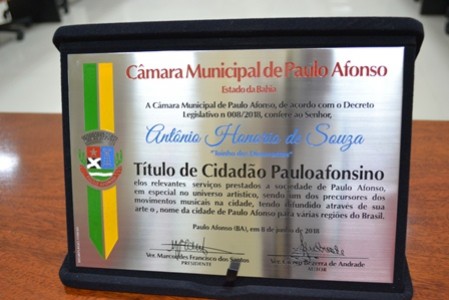 Câmara Municipal de Paulo Afonso
Estado da Bahia
A Câmara Municipal de Paulo Afonso, de acordo com o Decreto
Legislativo n 008/2018, confere ao Senhor,
Antônio Honório de Souza
Título de Cidadão Pauloafonsino
elos relevantes serviços prestados a sociedade de Paulo Afonso,
em especial no universo artístico, sendo um dos precursores dos
movimentos musicais na cidade, tendo difundido através de sua
arte o , nome da cidade de Paulo Afonso para várias regiões do Brasil.
Paulo Afonso (BA), em 8 de junho de 2018
Ver. Marcondes Francisco dos Santos
PRESIDENTE
Bezerra de Andrade
AUTOR